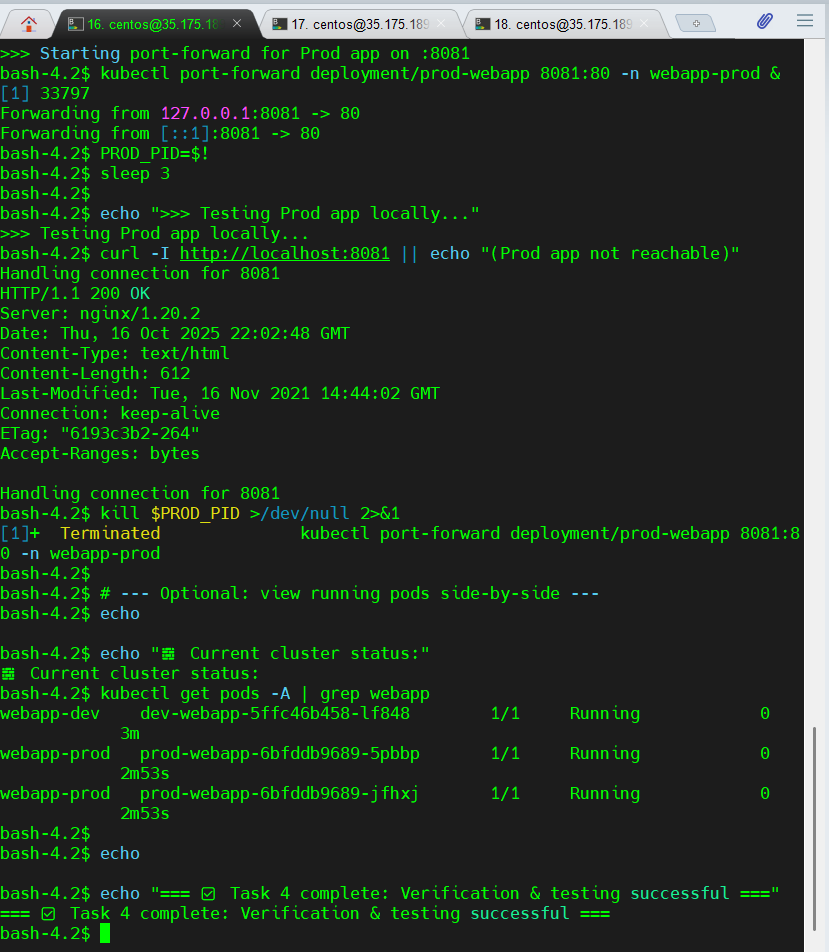 16. centos@35.175.18
17. centos@35.175.189
18. centos@35.175.189
>>> Starting port-forward for Prod app on :8081
bash-4.2$ kubectl port-forward deployment/prod-webapp 8081:80 -n webapp-prod &
[1] 33797
Forwarding from 127.0.0.1:8081 -> 80
Forwarding from [::1]:8081 -> 80
bash-4.2$ PROD_PID=$!
bash-4.2$ sleep 3
bash-4.2$
bash-4.2$ echo ">>> Testing Prod app locally..."
>>> Testing Prod app locally...
bash-4.2$ curl -I http://localhost:8081 || echo "(Prod app not reachable)"
Handling connection for 8081
HTTP/1.1 200 OK
Server: nginx/1.20.2
Date: Thu, 16 Oct 2025 22:02:48 GMT
Content-Type: text/html
Content-Length: 612
Last-Modified: Tue, 16 Nov 2021 14:44:02 GMT
Connection: keep-alive
ETag: "6193c3b2-264"
Accept-Ranges: bytes

Handling connection for 8081
bash-4.2$ kill $PROD_PID >/dev/null 2>&1
[1]+  Terminated              kubectl port-forward deployment/prod-webapp 8081:8
0 -n webapp-prod
bash-4.2$
bash-4.2$ # --- Optional: view running pods side-by-side ---
bash-4.2$ echo

bash-4.2$ echo "🧱 Current cluster status:"
🧱 Current cluster status:
bash-4.2$ kubectl get pods -A | grep webapp
webapp-dev    dev-webapp-5ffc46b458-lf848        1/1     Running            0
            3m
webapp-prod   prod-webapp-6bfddb9689-5pbbp       1/1     Running            0
            2m53s
webapp-prod   prod-webapp-6bfddb9689-jfhxj       1/1     Running            0
            2m53s
bash-4.2$
bash-4.2$ echo

bash-4.2$ echo "=== ✅ Task 4 complete: Verification & testing successful ==="
=== ✅ Task 4 complete: Verification & testing successful ===
bash-4.2$